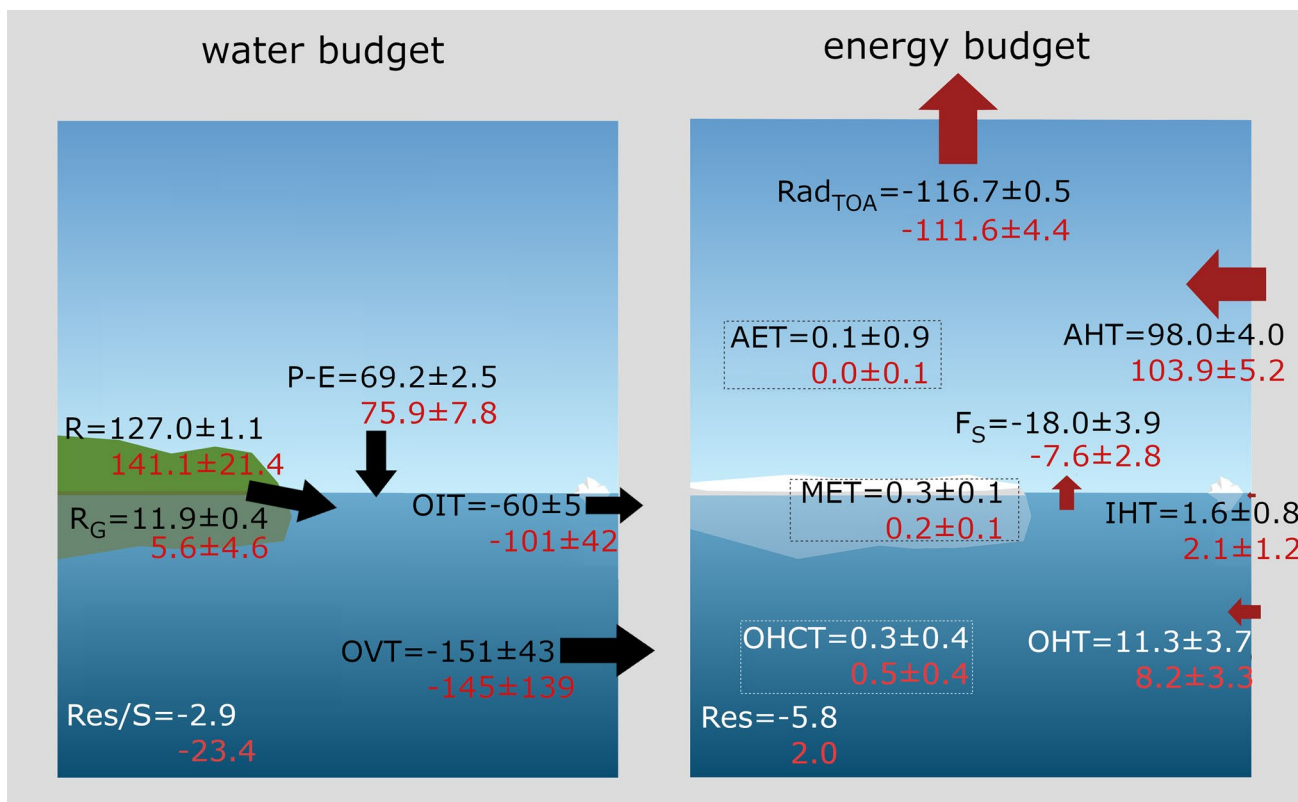 water budget
P-E=69.2±2.5
75.9±7.8
R=127.0±1.1
141.1±21.4
R_G=11.9±0.4
5.6±4.6
OIT=-60±5
-101±42
OVT=-151±43
-145±139
Res/S=-2.9
-23.4
energy budget
Rad_TOA=-116.7±0.5
-111.6±4.4
AET=0.1±0.9
0.0±0.1
AHT=98.0±4.0
103.9±5.2
F_S=-18.0±3.9
-7.6±2.8
MET=0.3±0.1
0.2±0.1
IHT=1.6±0.8
2.1±1.2
OHCT=0.3±0.4
0.5±0.4
OHT=11.3±3.7
8.2±3.3
Res=-5.8
2.0